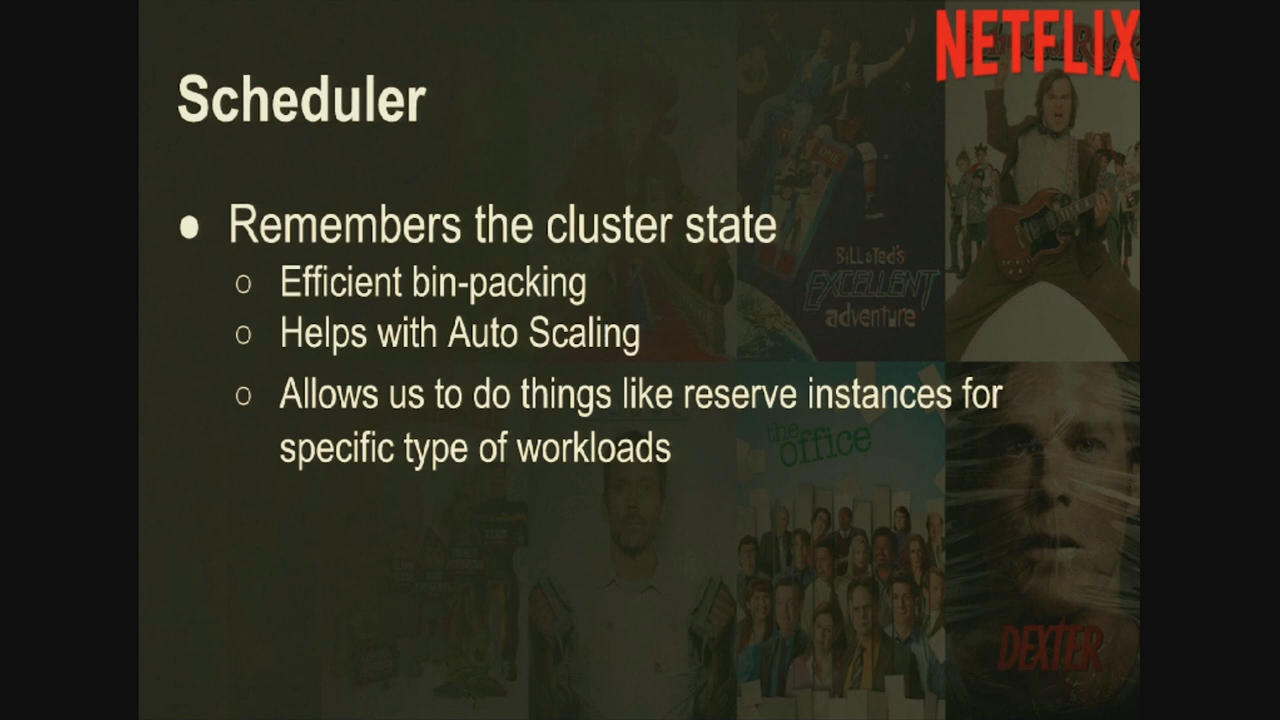 NETFLIX
Scheduler
● Remembers the cluster state
o Efficient bin-packing
o Helps with Auto Scaling
o Allows us to do things like reserve instances for
specific type of workloads
BiLL & Ted's
EXCELLENT
adventure
the
office
DEXTER